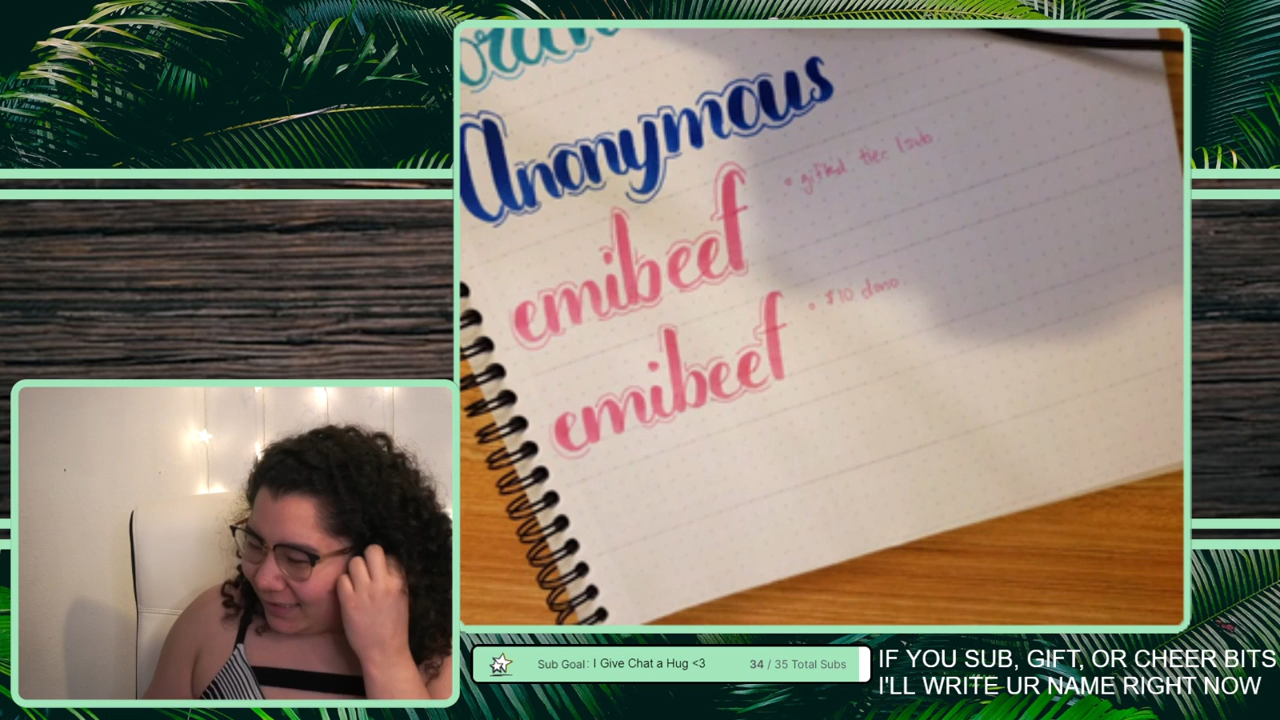 Anonymous
emibeef
• gifted tier 1 sub
emibeef
• $10 dono
Sub Goal: I Give Chat a Hug <3
34 / 35 Total Subs
IF YOU SUB, GIFT, OR CHEER BITS
I'LL WRITE UR NAME RIGHT NOW